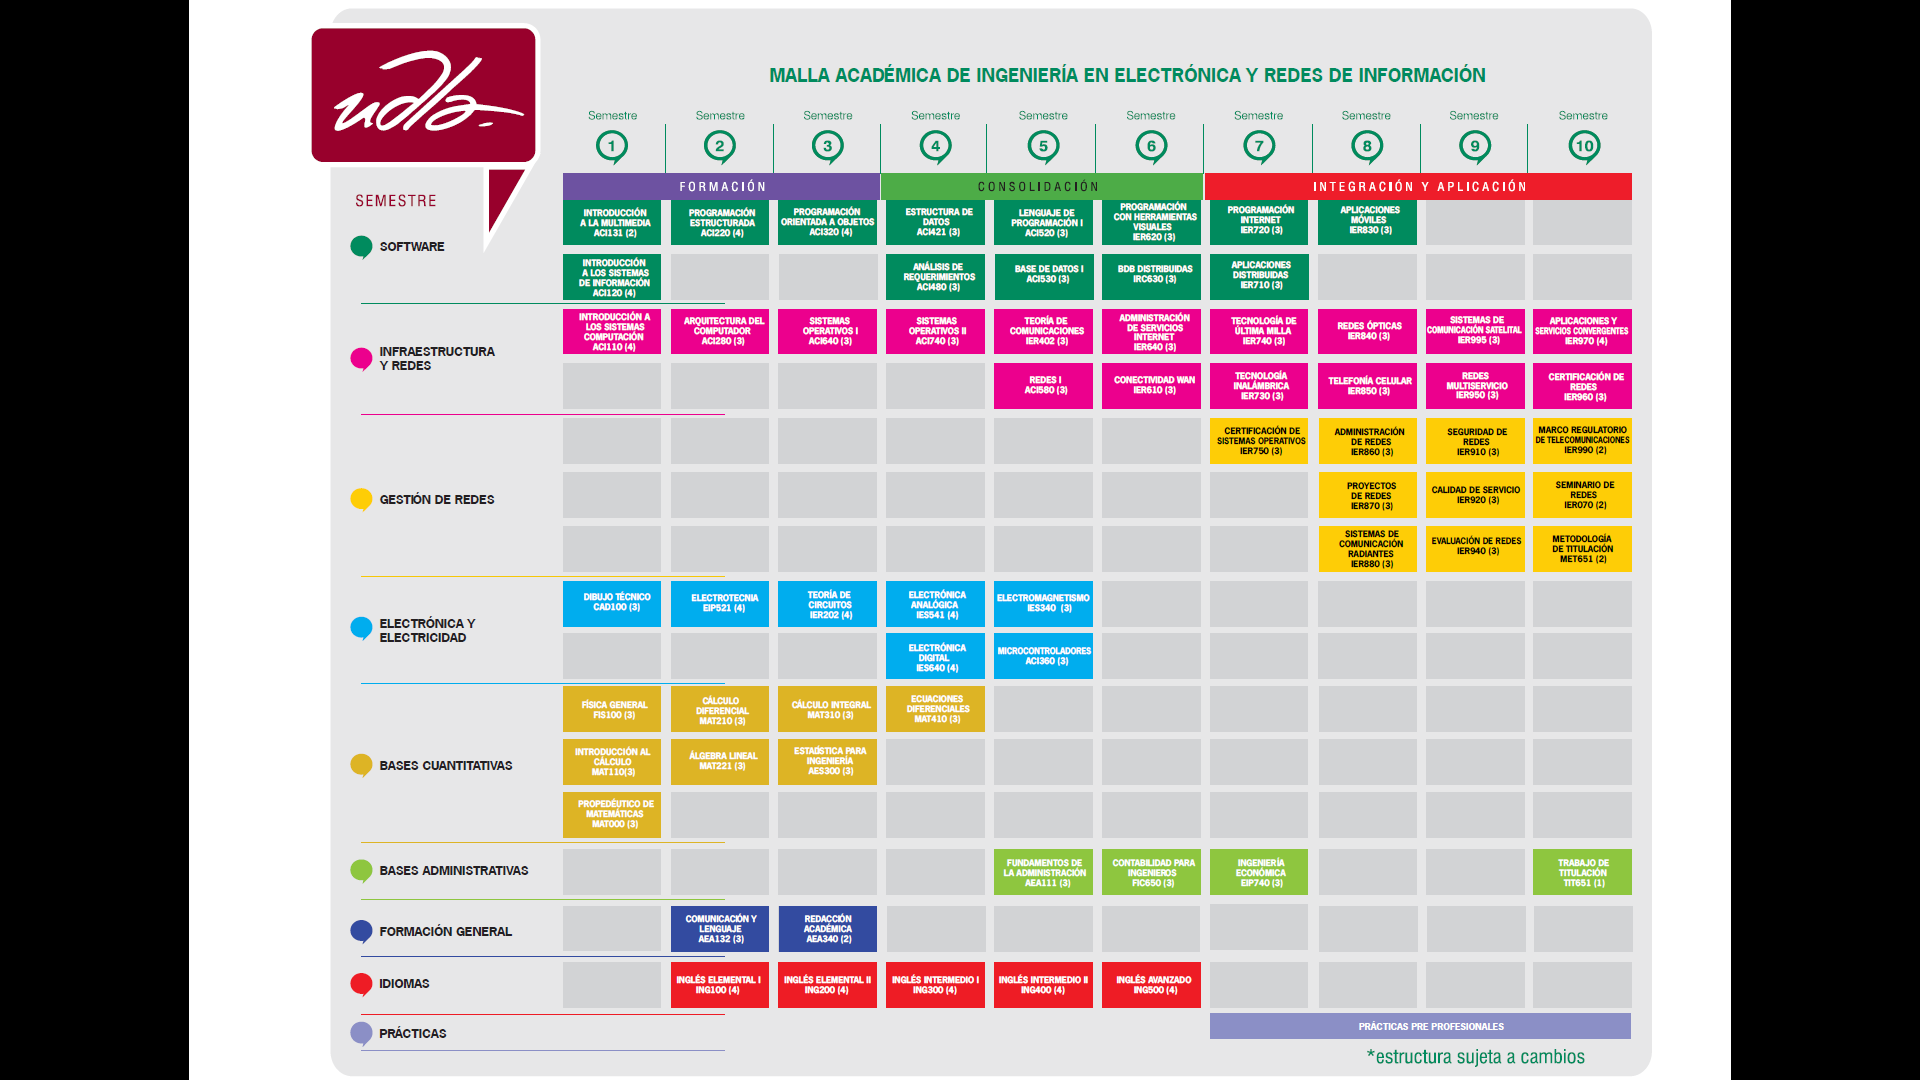 udla
MALLA ACADÉMICA DE INGENIERÍA EN ELECTRÓNICA Y REDES DE INFORMACIÓN
Semestre Semestre Semestre Semestre Semestre Semestre Semestre Semestre Semestre Semestre
1 2 3 4 5 6 7 8 9 10
FORMACIÓN
CONSOLIDACIÓN
INTEGRACIÓN Y APLICACIÓN
SEMESTRE
SOFTWARE
INTRODUCCIÓN
A LA MULTIMEDIA
ACI131 (2)
PROGRAMACIÓN
ESTRUCTURADA
ACI220 (4)
PROGRAMACIÓN
ORIENTADA A OBJETOS
ACI320 (4)
ESTRUCTURA DE
DATOS
ACI421 (3)
LENGUAJE DE
PROGRAMACIÓN I
ACI520 (3)
PROGRAMACIÓN
CON HERRAMIENTAS
VISUALES
IER620 (3)
PROGRAMACIÓN
INTERNET
IER720 (3)
APLICACIONES
MÓVILES
IER830 (3)
INTRODUCCIÓN
A LOS SISTEMAS
DE INFORMACIÓN
ACI120 (4)
ANÁLISIS DE
REQUERIMIENTOS
ACI480 (3)
BASE DE DATOS I
ACI530 (3)
BDB DISTRIBUIDAS
IRC630 (3)
APLICACIONES
DISTRIBUIDAS
IER710 (3)
INFRAESTRUCTURA
Y REDES
INTRODUCCIÓN A
LOS SISTEMAS
COMPUTACIÓN
ACI110 (4)
ARQUITECTURA DEL
COMPUTADOR
ACI280 (3)
SISTEMAS
OPERATIVOS I
ACI640 (3)
SISTEMAS
OPERATIVOS II
ACI740 (3)
TEORÍA DE
COMUNICACIONES
IER402 (3)
ADMINISTRACIÓN
DE SERVICIOS
INTERNET
IER640 (3)
TECNOLOGÍA DE
ÚLTIMA MILLA
IER740 (3)
REDES ÓPTICAS
IER840 (3)
SISTEMAS DE
COMUNICACIÓN SATELITAL
IER995 (3)
APLICACIONES Y
SERVICIOS CONVERGENTES
IER970 (4)
REDES I
ACI580 (3)
CONECTIVIDAD WAN
IER610 (3)
TECNOLOGÍA
INALÁMBRICA
IER730 (3)
TELEFONÍA CELULAR
IER850 (3)
REDES
MULTISERVICIO
IER950 (3)
CERTIFICACIÓN DE
REDES
IER960 (3)
GESTIÓN DE REDES
CERTIFICACIÓN DE
SISTEMAS OPERATIVOS
IER750 (3)
ADMINISTRACIÓN
DE REDES
IER860 (3)
SEGURIDAD DE
REDES
IER910 (3)
MARCO REGULATORIO
DE TELECOMUNICACIONES
IER990 (2)
PROYECTOS
DE REDES
IER870 (3)
CALIDAD DE SERVICIO
IER920 (3)
SEMINARIO DE
REDES
IER070 (2)
SISTEMAS DE
COMUNICACIÓN
RADIANTES
IER880 (3)
EVALUACIÓN DE REDES
IER940 (3)
METODOLOGÍA
DE TITULACIÓN
MET651 (2)
ELECTRÓNICA Y
ELECTRICIDAD
DIBUJO TÉCNICO
CAD100 (3)
ELECTROTECNIA
EIP521 (4)
TEORÍA DE
CIRCUITOS
IER202 (4)
ELECTRÓNICA
ANALÓGICA
IES541 (4)
ELECTROMAGNETISMO
IES340 (3)
ELECTRÓNICA
DIGITAL
IES640 (4)
MICROCONTROLADORES
ACI360 (3)
BASES CUANTITATIVAS
FÍSICA GENERAL
FIS100 (3)
CÁLCULO
DIFERENCIAL
MAT210 (3)
CÁLCULO INTEGRAL
MAT310 (3)
ECUACIONES
DIFERENCIALES
MAT410 (3)
INTRODUCCIÓN AL
CÁLCULO
MAT110(3)
ÁLGEBRA LINEAL
MAT221 (3)
ESTADÍSTICA PARA
INGENIERÍA
AES300 (3)
PROPEDÉUTICO DE
MATEMÁTICAS
MAT000 (3)
BASES ADMINISTRATIVAS
FUNDAMENTOS DE
LA ADMINISTRACIÓN
AEA111 (3)
CONTABILIDAD PARA
INGENIEROS
FIC650 (3)
INGENIERÍA
ECONÓMICA
EIP740 (3)
TRABAJO DE
TITULACIÓN
TIT651 (1)
FORMACIÓN GENERAL
COMUNICACIÓN Y
LENGUAJE
AEA132 (3)
REDACCIÓN
ACADÉMICA
AEA340 (2)
IDIOMAS
INGLÉS ELEMENTAL I
ING100 (4)
INGLÉS ELEMENTAL II
ING200 (4)
INGLÉS INTERMEDIO I
ING300 (4)
INGLÉS INTERMEDIO II
ING400 (4)
INGLÉS AVANZADO
ING500 (4)
PRÁCTICAS
PRÁCTICAS PRE PROFESIONALES
*estructura sujeta a cambios